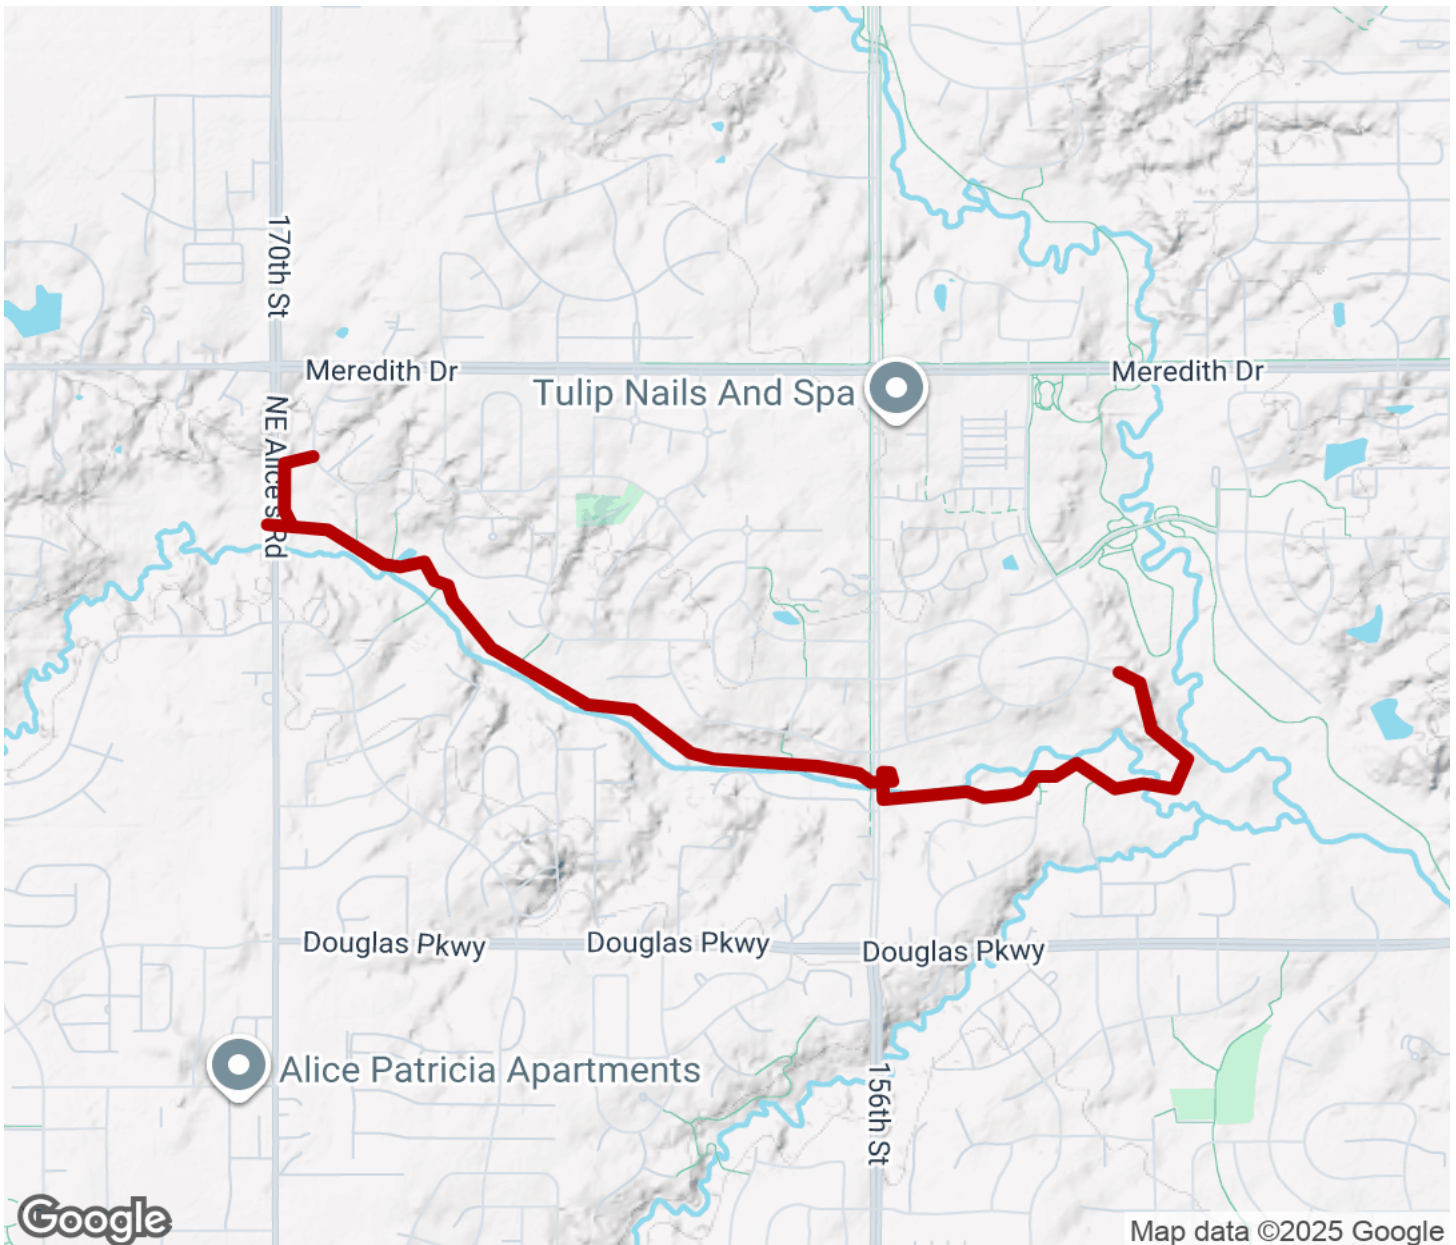 170th St
Meredith Dr
Meredith Dr
Tulip Nails And Spa
NE Alice's Rd
Douglas Pkwy
Douglas Pkwy
Douglas Pkwy
Alice Patricia Apartments
156th St
Google
Map data ©2025 Google